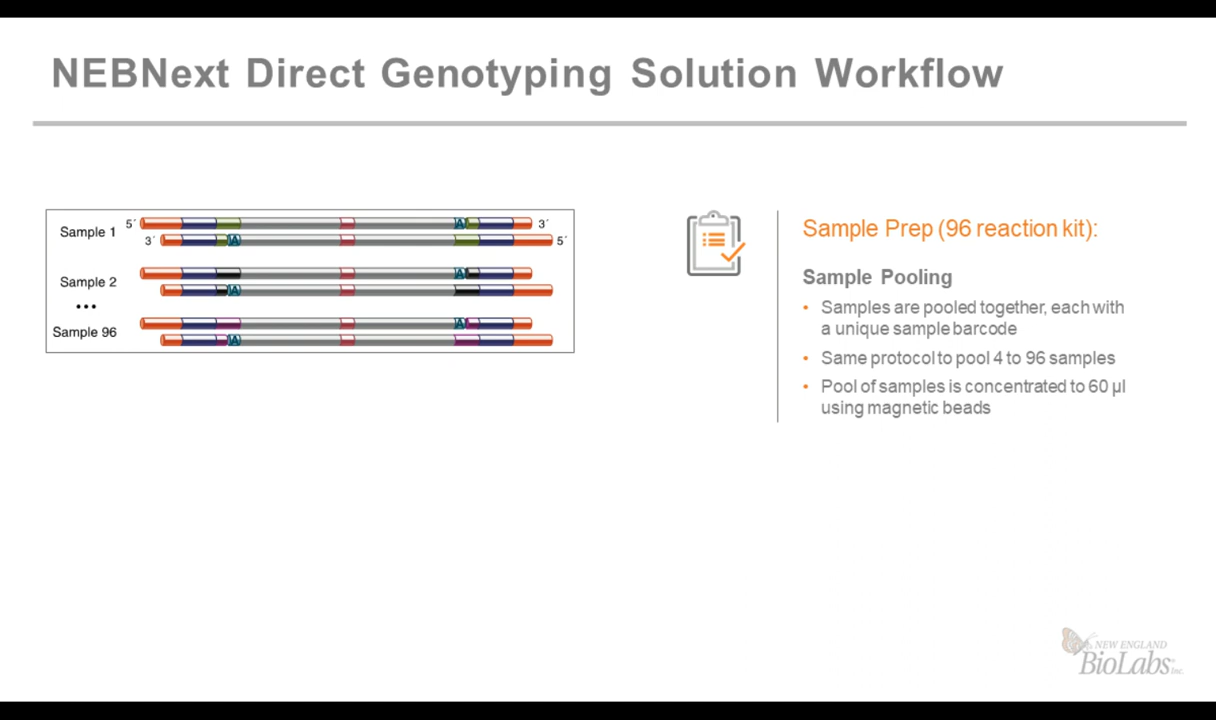 NEBNext Direct Genotyping Solution Workflow
Sample 1
5´
3´
3´
5´
A
A
Sample 2
A
A
•••
Sample 96
A
A
Sample Prep (96 reaction kit):
Sample Pooling
• Samples are pooled together, each with
a unique sample barcode
• Same protocol to pool 4 to 96 samples
• Pool of samples is concentrated to 60 µl
using magnetic beads
NEW ENGLAND
BioLabs® Inc.